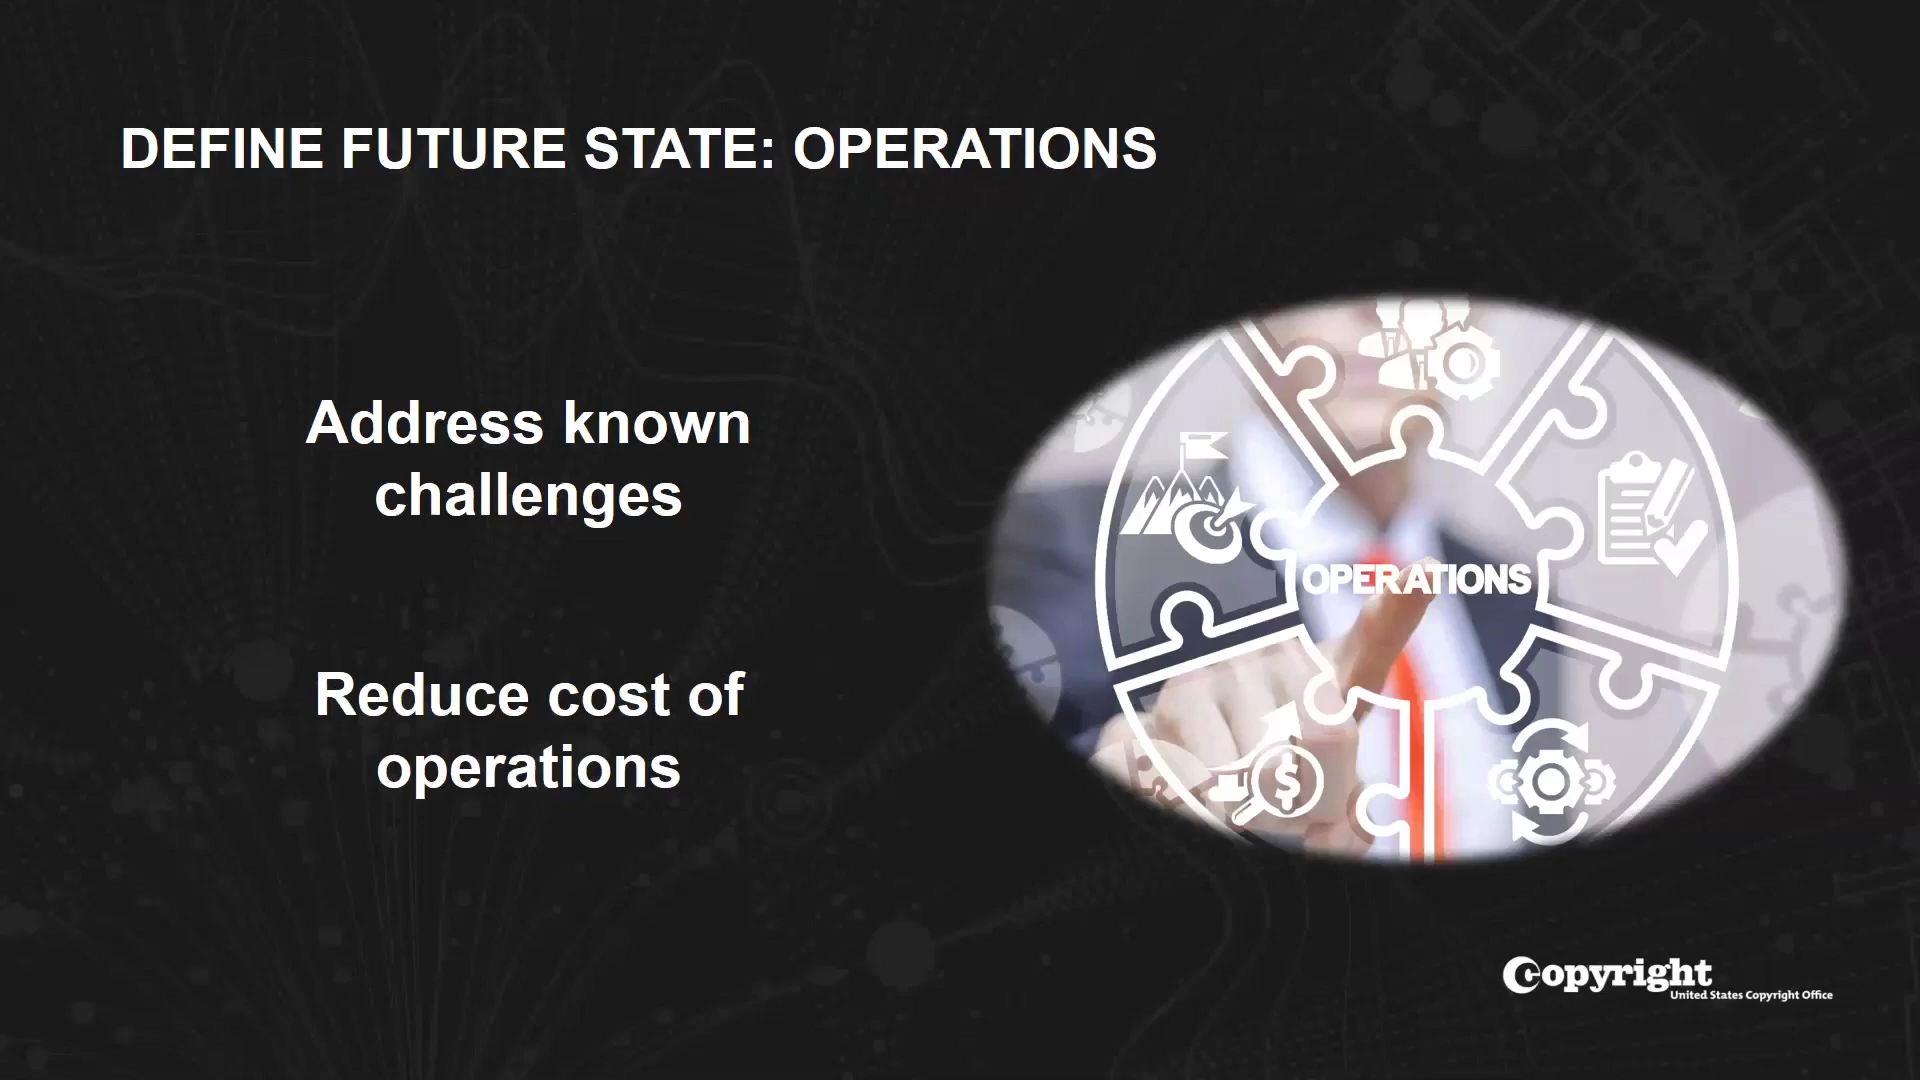 DEFINE FUTURE STATE: OPERATIONS
Address known
challenges
Reduce cost of
operations
OPERATIONS
$
Copyright
United States Copyright Office